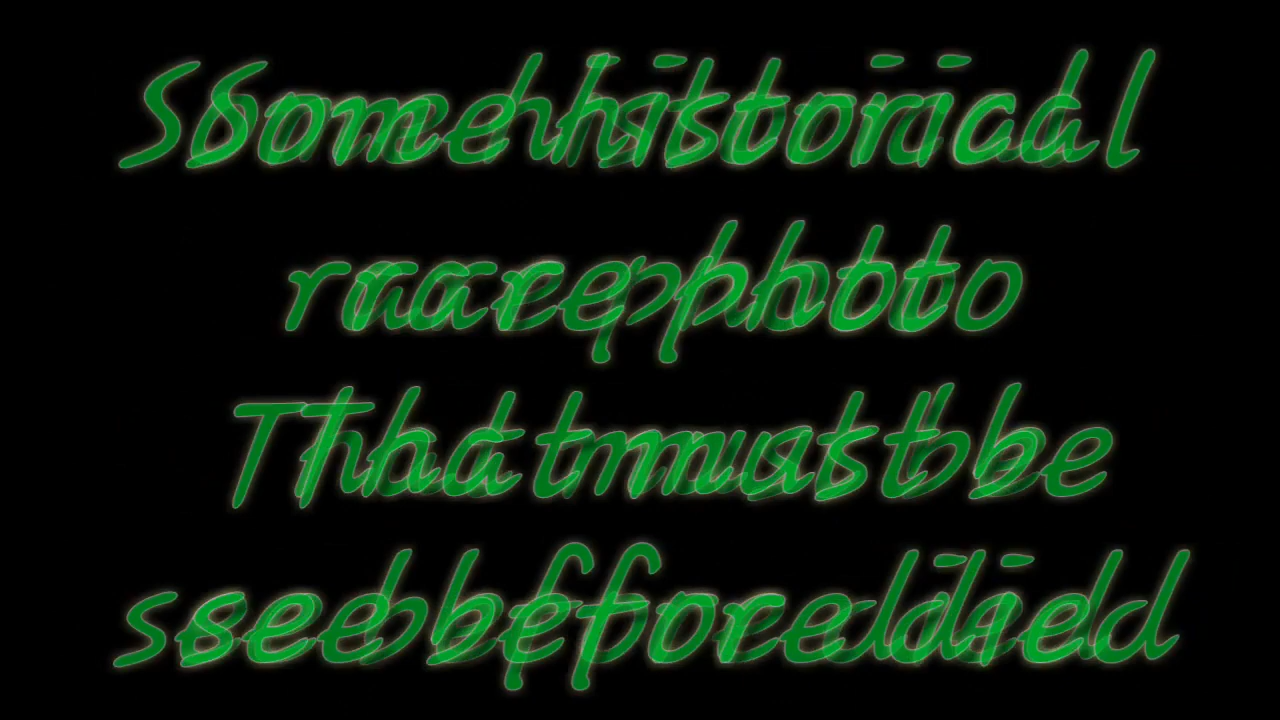 Some historical
rare photo
That must be
see before died